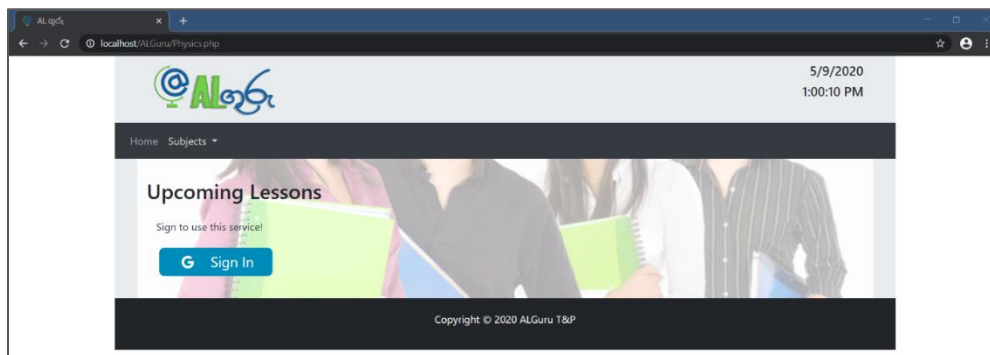 AL ගුරු
localhost/ALGuru/Physics.php
@ALගුරු
5/9/2020
1:00:10 PM
Home Subjects
Upcoming Lessons
Sign to use this service!
G Sign In
Copyright © 2020 ALGuru T&P